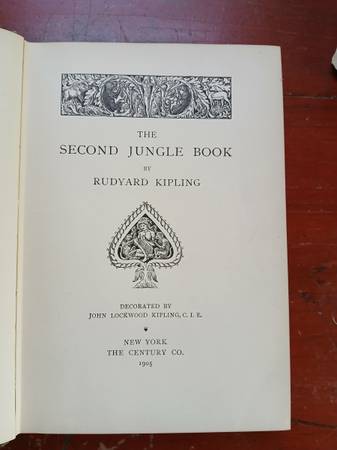 THE
SECOND JUNGLE BOOK
BY
RUDYARD KIPLING
DECORATED BY
JOHN LOCKWOOD KIPLING, C. I. E.
NEW YORK
THE CENTURY CO.
1905